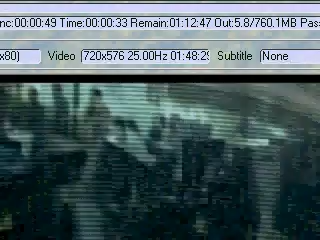 nc:00:00:49 Time:00:00:33 Remain:01:12:47 Out:5.8/760.1MB Pas
x80) Video 720x576 25.00Hz 01:48:29 Subtitle None